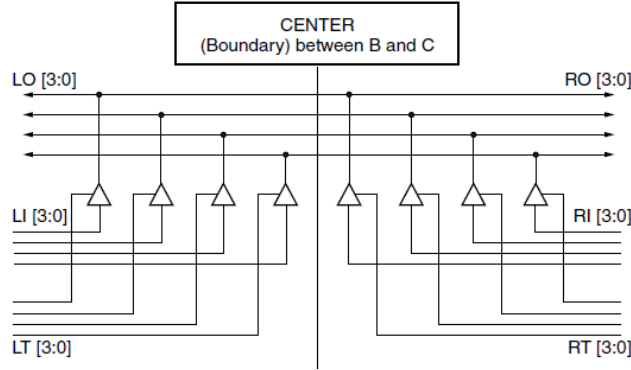 CENTER
(Boundary) between B and C
LO [3:0]
RO [3:0]
LI [3:0]
RI [3:0]
LT [3:0]
RT [3:0]